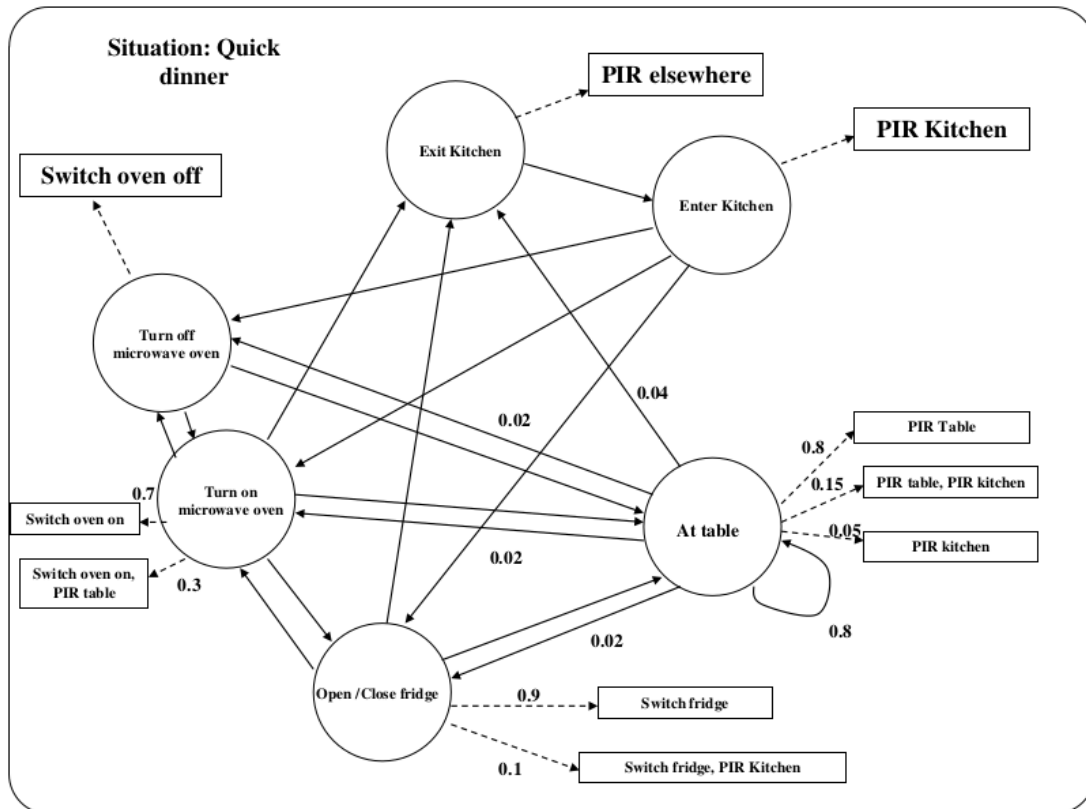 Situation: Quick
dinner
PIR elsewhere
PIR Kitchen
Exit Kitchen
Switch oven off
Enter Kitchen
Turn off
microwave oven
0.04
0.02
PIR Table
0.8
0.15
PIR table, PIR kitchen
0.7
Turn on
microwave oven
Switch oven on
At table
0.05
PIR kitchen
0.02
Switch oven on,
PIR table
0.3
0.02
0.8
Open /Close fridge
0.9
Switch fridge
0.1
Switch fridge, PIR Kitchen